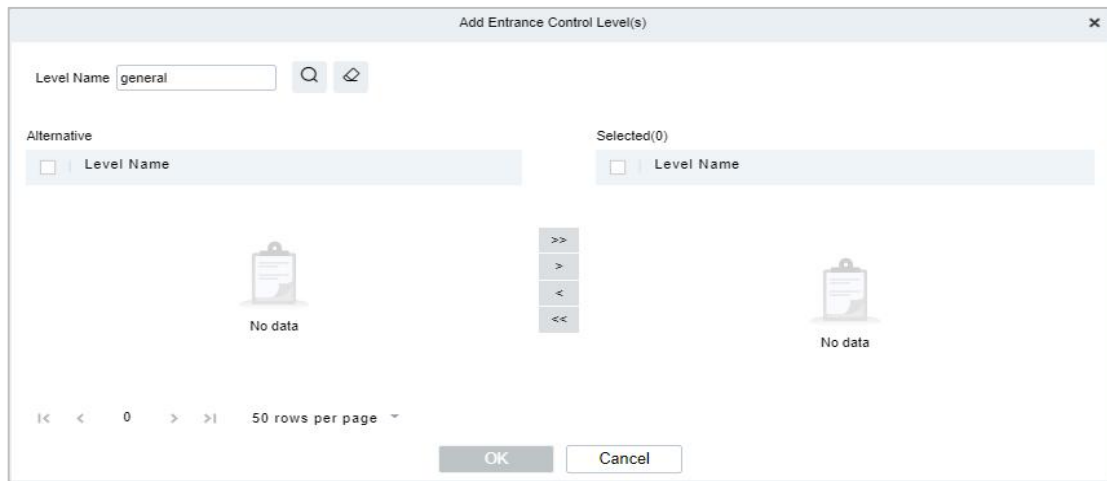 Add Entrance Control Level(s)
Level Name general
Alternative
Selected(0)
Level Name
Level Name
>>
>
<
<<
No data
No data
|< < 0 > >| 50 rows per page
OK
Cancel